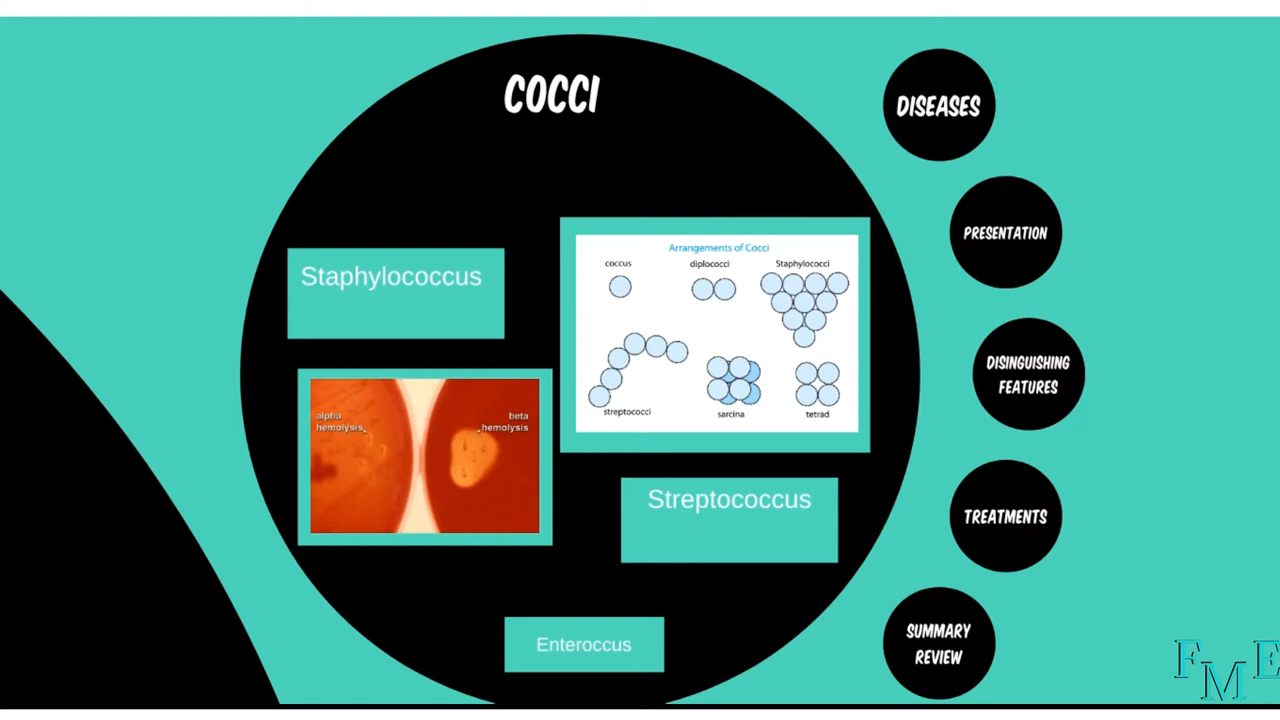 COCCI
Staphylococcus
Arrangements of Cocci
coccus diplococci Staphylococci
streptococci sarcina tetrad
alpha
hemolysis
beta
hemolysis
Streptococcus
Enteroccus
DISEASES
PRESENTATION
DISINGUISHING
FEATURES
TREATMENTS
SUMMARY
REVIEW
FME